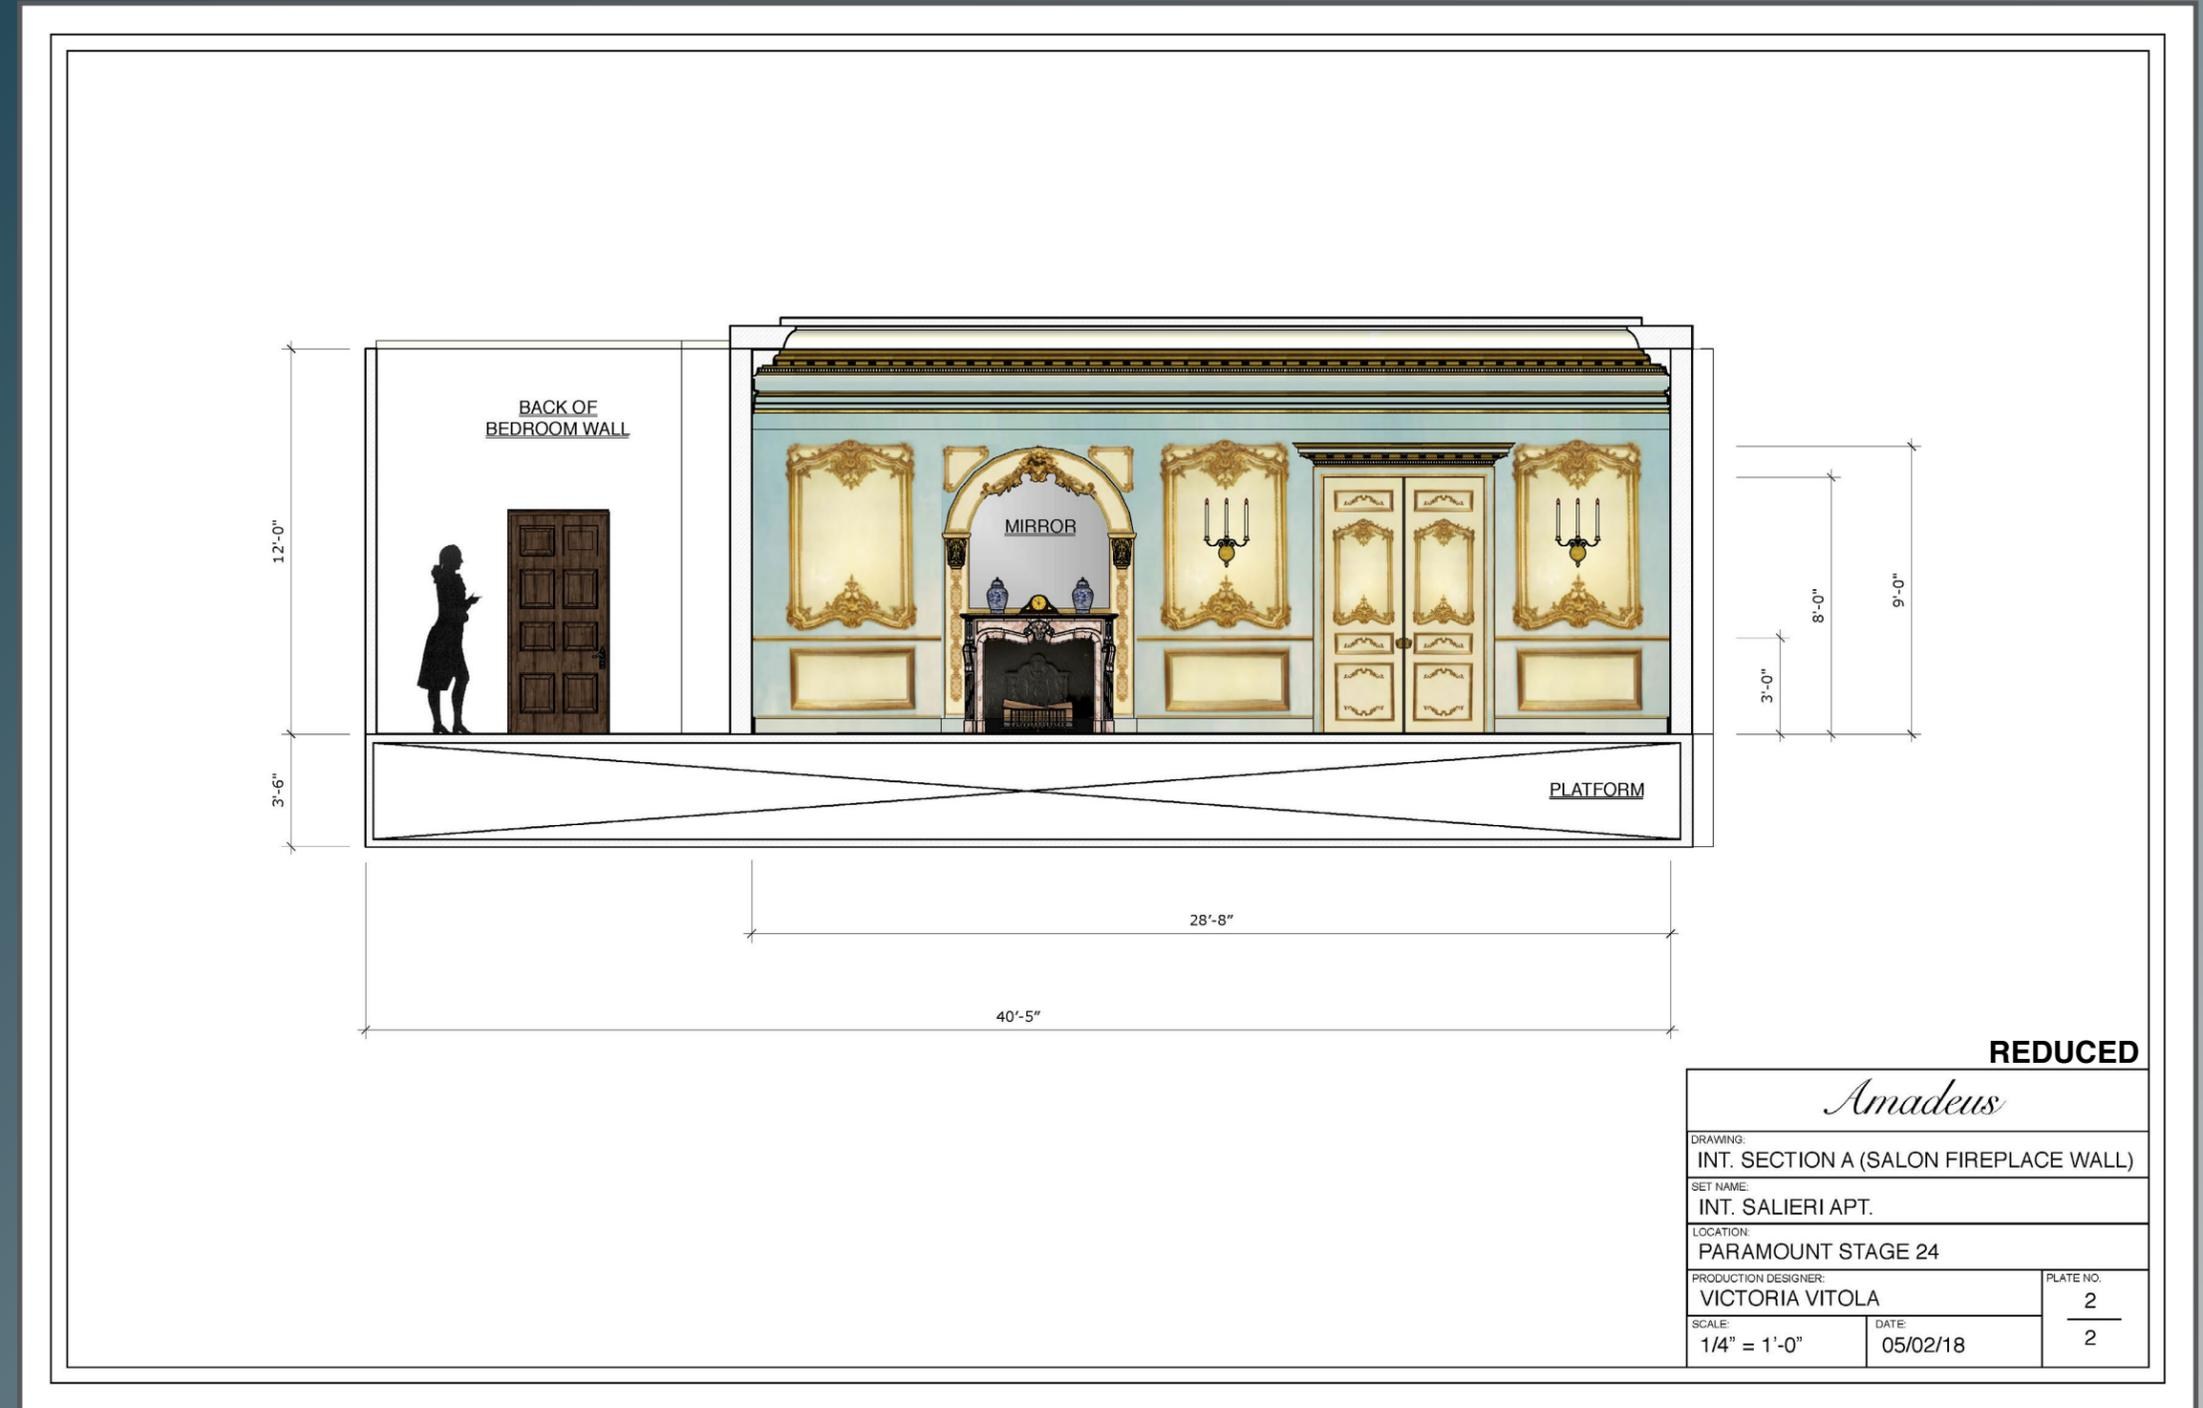 BACK OF
BEDROOM WALL
MIRROR
12'-0"
3'-6"
3'-0"
8'-0"
9'-0"
PLATFORM
28'-8"
40'-5"
REDUCED
Amadeus
DRAWING:
INT. SECTION A (SALON FIREPLACE WALL)
SET NAME:
INT. SALIERI APT.
LOCATION:
PARAMOUNT STAGE 24
PRODUCTION DESIGNER:
VICTORIA VITOLA
PLATE NO.
2
2
SCALE:
1/4" = 1'-0"
DATE:
05/02/18